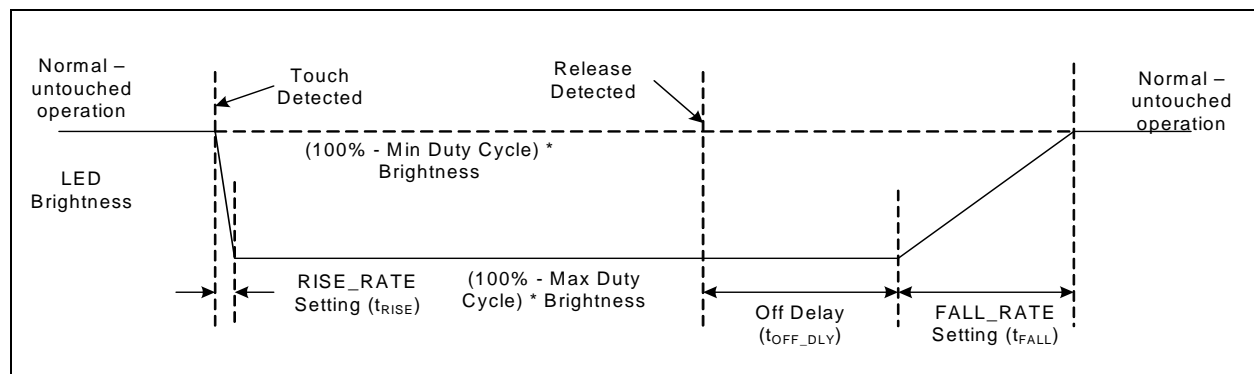 Normal –
untouched
operation
Touch
Detected
Release
Detected
Normal –
untouched
operation
(100% - Min Duty Cycle) *
Brightness
LED
Brightness
RISE_RATE
Setting (tRISE)
(100% - Max Duty
Cycle) * Brightness
Off Delay
(tOFF_DLY)
FALL_RATE
Setting (tFALL)